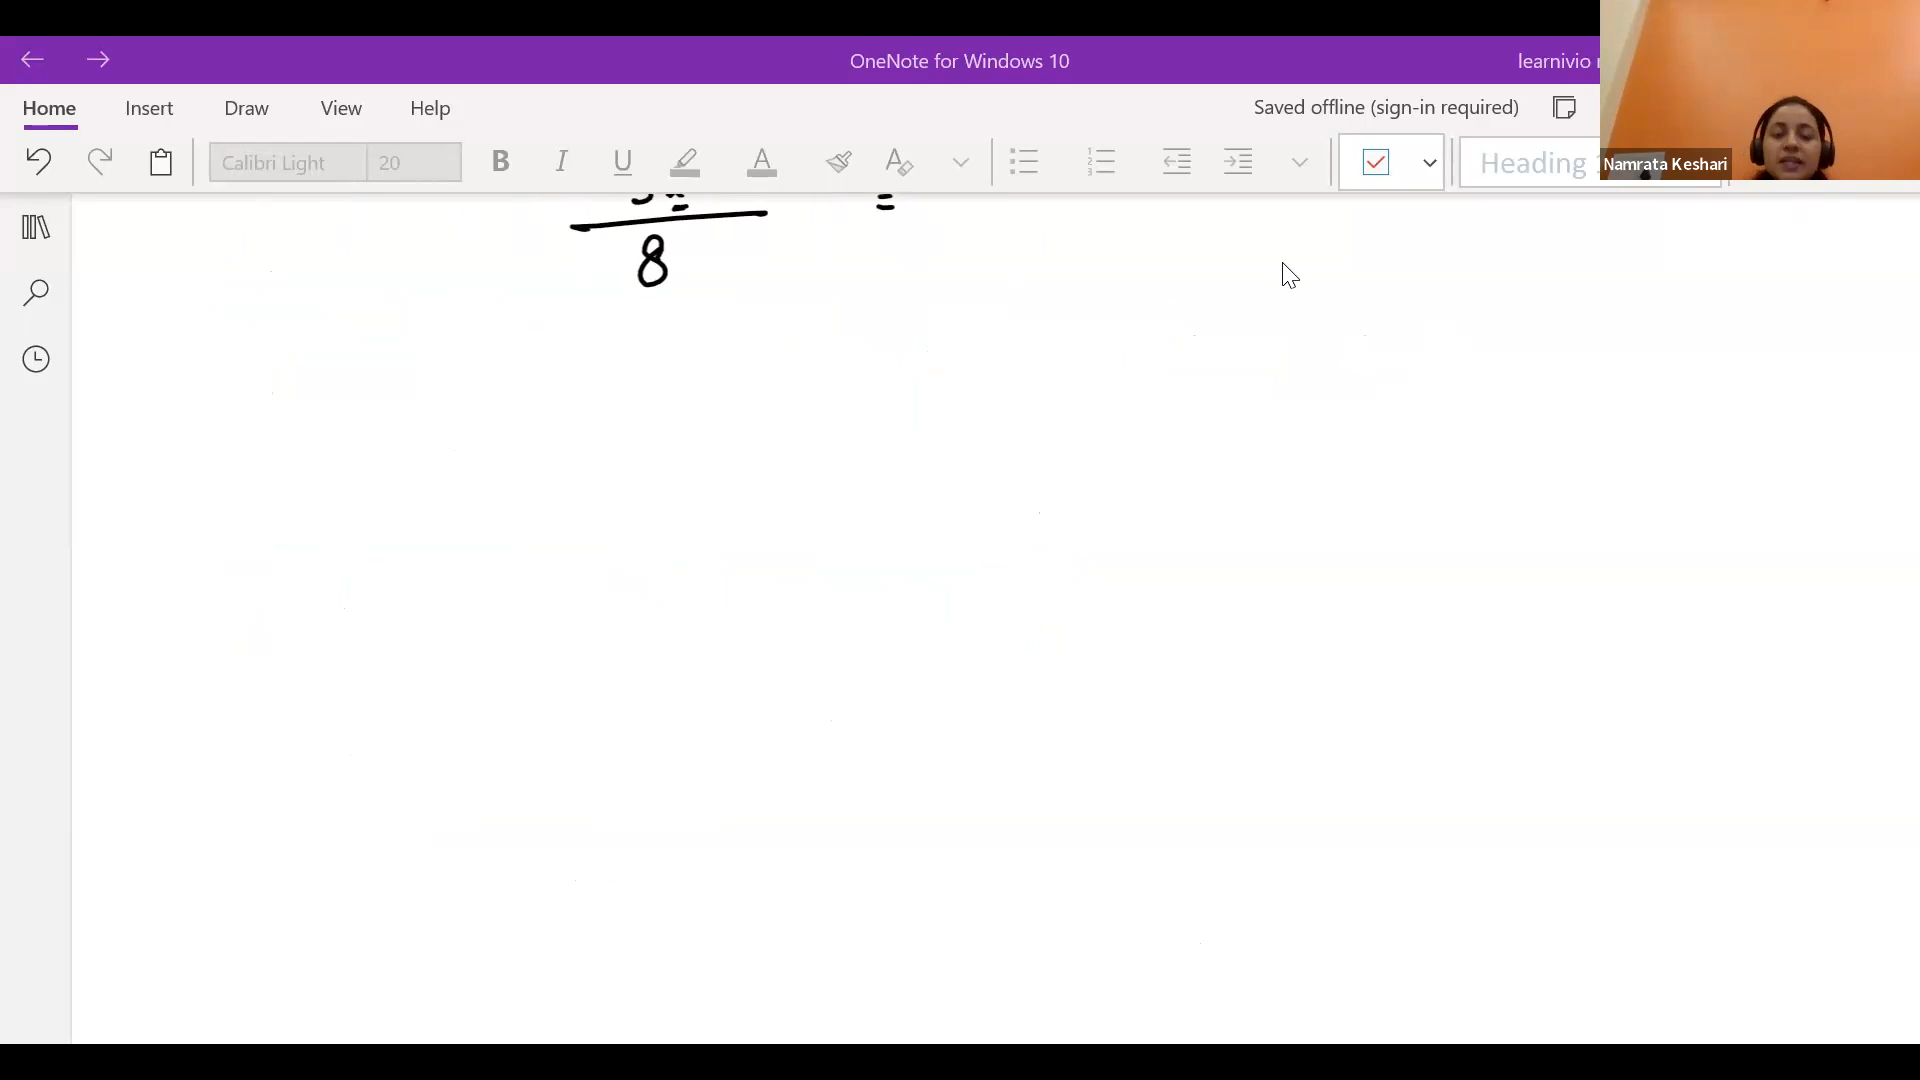 OneNote for Windows 10
learnivio
Home Insert Draw View Help
Saved offline (sign-in required)
Calibri Light 20 B I U A A
Heading
Namrata Keshari
8